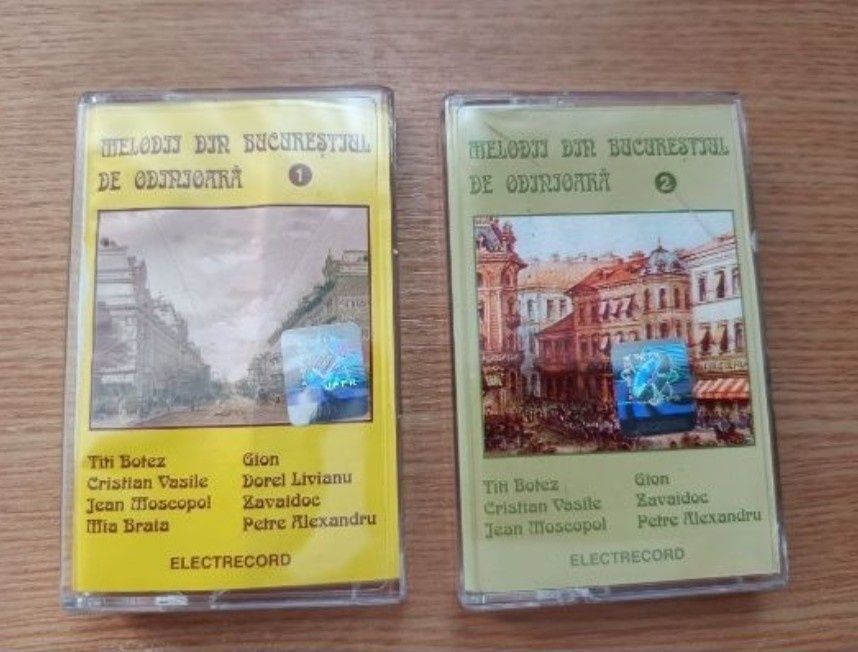 MELODII DIN BUCUREȘTIUL
DE ODINIOARĂ 1
UPFR
Titi Botez
Cristian Vasile
Jean Moscopol
Mia Braia
Gion
Dorel Livianu
Zavaidoc
Petre Alexandru
ELECTRECORD
MELODII DIN BUCUREȘTIUL
DE ODINIOARĂ 2
Titi Botez
Cristian Vasile
Jean Moscopol
Gion
Zavaidoc
Petre Alexandru
ELECTRECORD